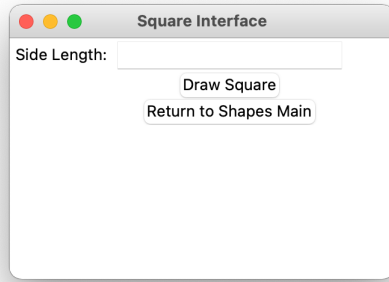 Square Interface
Side Length:
Draw Square
Return to Shapes Main